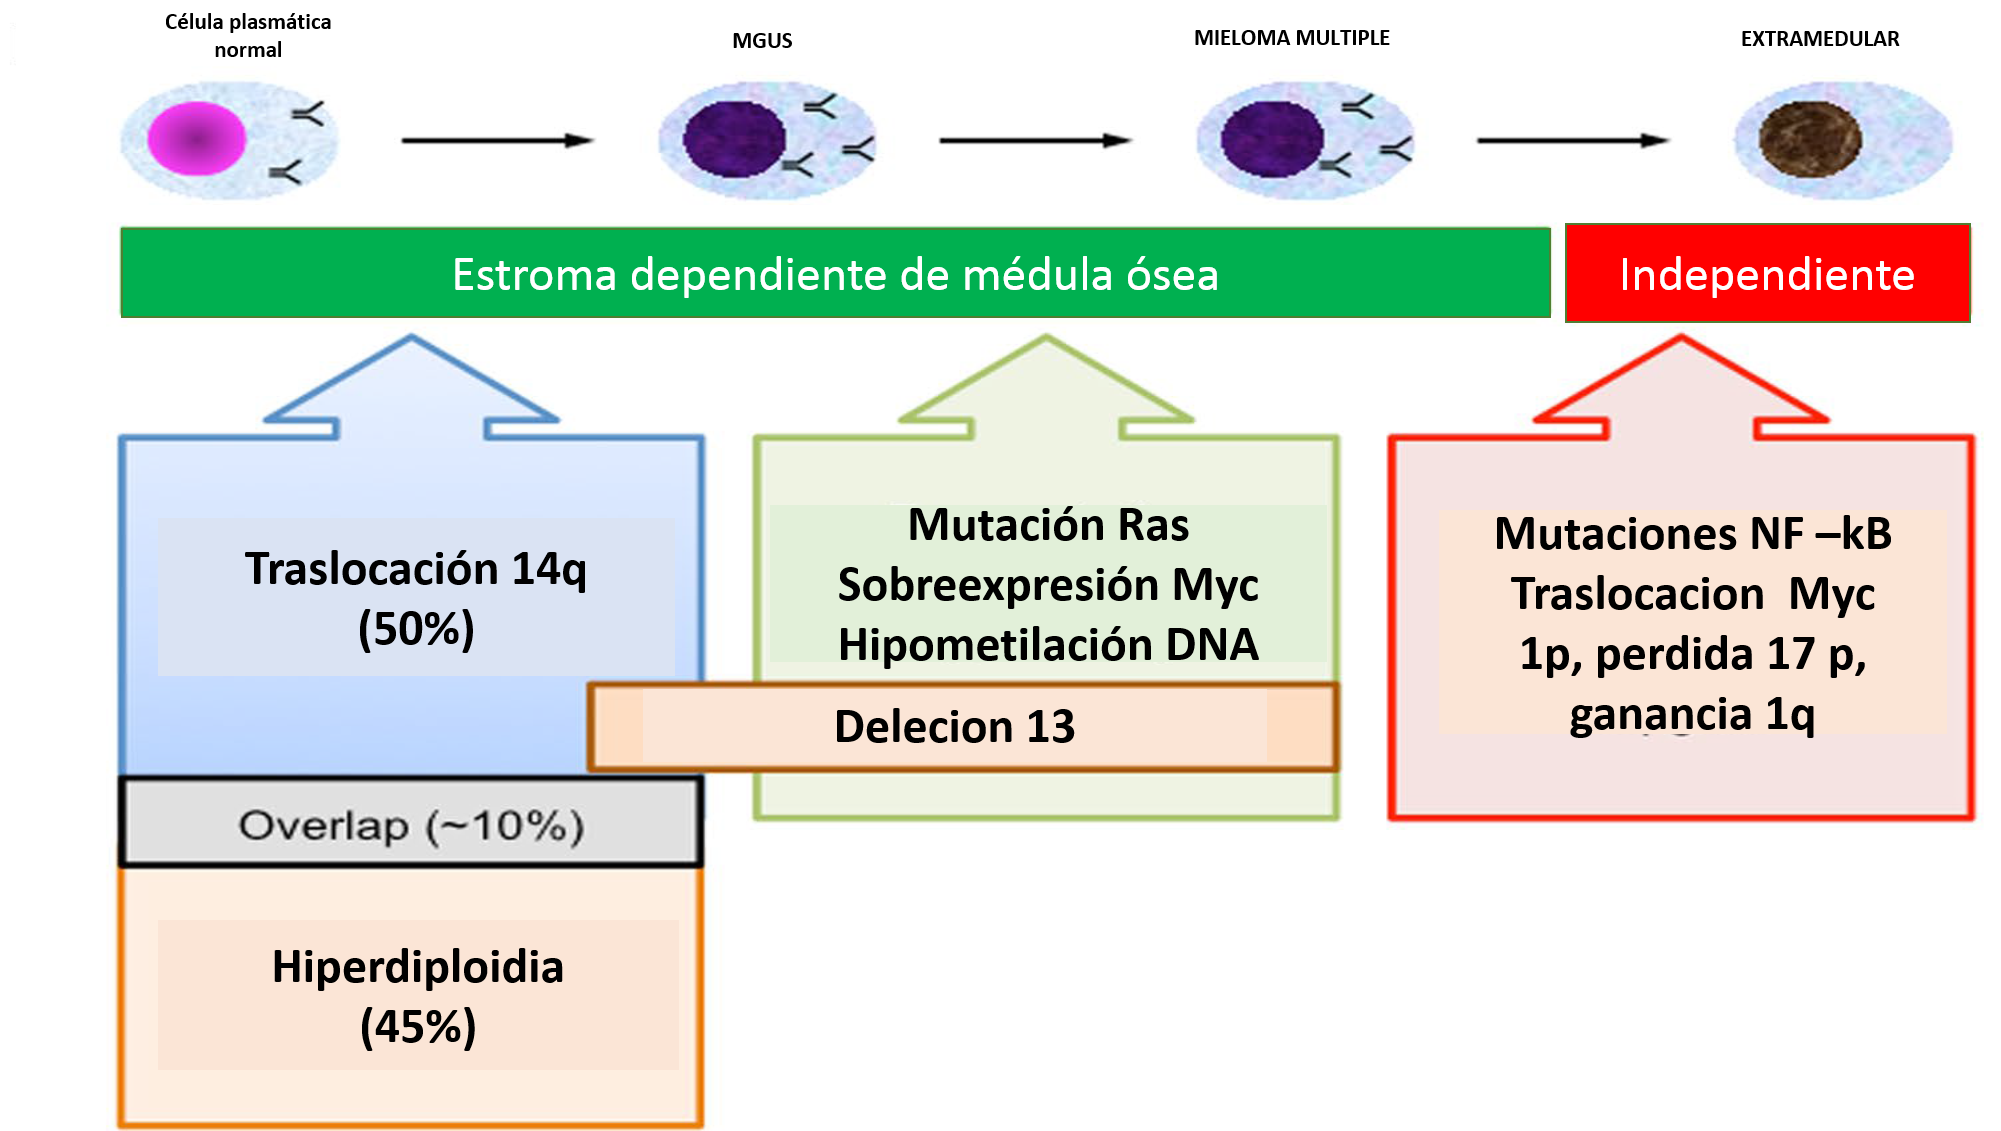 Célula plasmática
normal
MGUS
MIELOMA MULTIPLE
EXTRAMEDULAR
Estroma dependiente de médula ósea
Independiente
Traslocación 14q
(50%)
Mutación Ras
Sobreexpresión Myc
Hipometilación DNA
Mutaciones NF –kB
Traslocacion  Myc
1p, perdida 17 p,
ganancia 1q
Delecion 13
Overlap (~10%)
Hiperdiploidia
(45%)